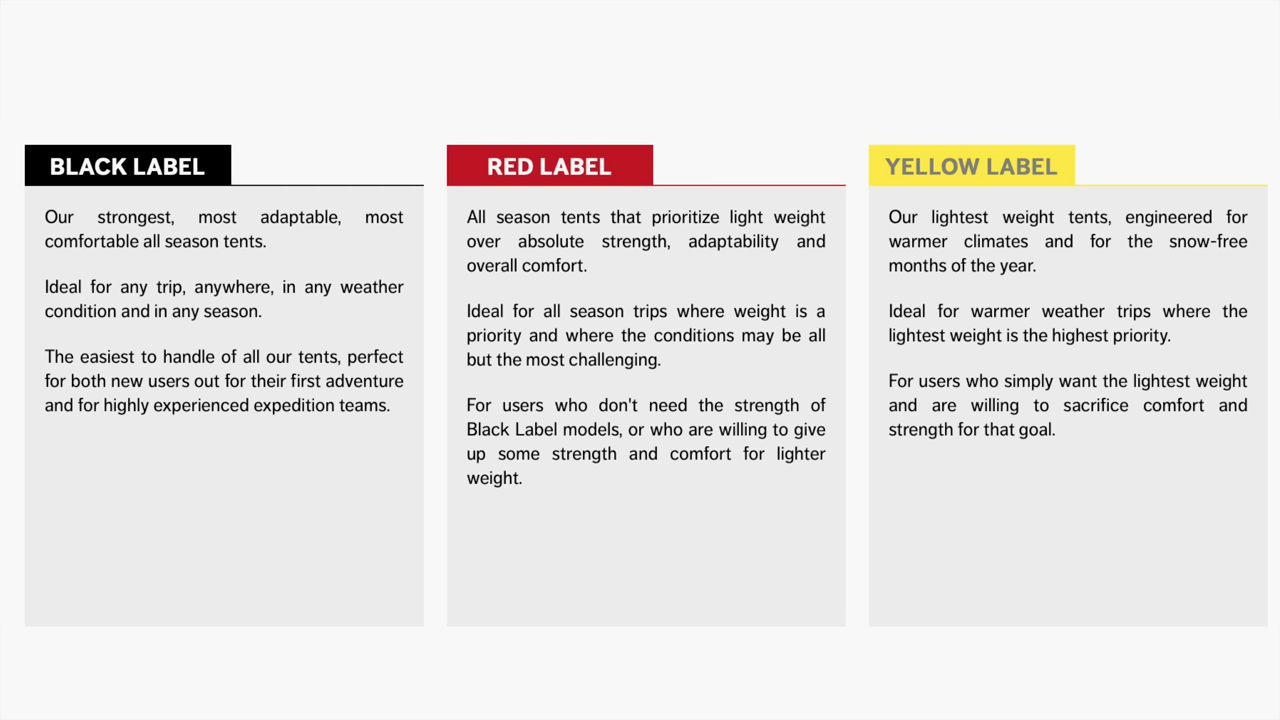 BLACK LABEL
Our strongest, most adaptable, most
comfortable all season tents.
Ideal for any trip, anywhere, in any weather
condition and in any season.
The easiest to handle of all our tents, perfect
for both new users out for their first adventure
and for highly experienced expedition teams.
RED LABEL
All season tents that prioritize light weight
over absolute strength, adaptability and
overall comfort.
Ideal for all season trips where weight is a
priority and where the conditions may be all
but the most challenging.
For users who don't need the strength of
Black Label models, or who are willing to give
up some strength and comfort for lighter
weight.
YELLOW LABEL
Our lightest weight tents, engineered for
warmer climates and for the snow-free
months of the year.
Ideal for warmer weather trips where the
lightest weight is the highest priority.
For users who simply want the lightest weight
and are willing to sacrifice comfort and
strength for that goal.